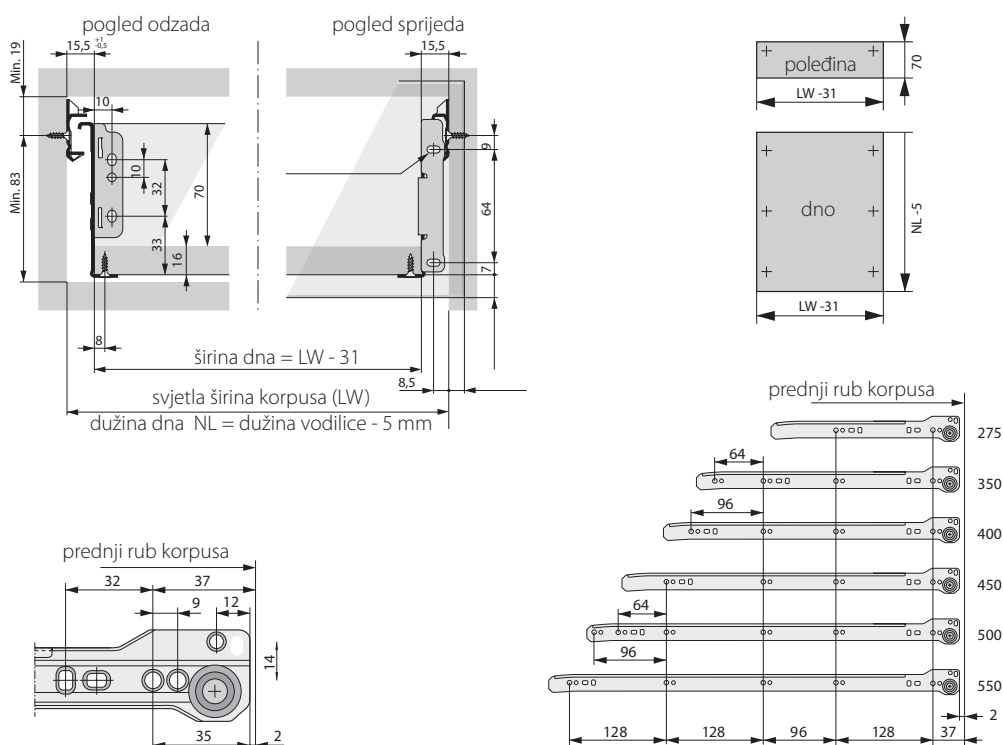 pogled odzada
pogled sprijeda
15,5 +1 -0,5
15,5
Min. 19
10
9
10
32
70
64
Min. 83
33
16
7
8
širina dna = LW - 31
8,5
svjetla širina korpusa (LW)
dužina dna  NL = dužina vodilice - 5 mm
poleđina
70
LW -31
dno
NL -5
LW -31
prednji rub korpusa
275
64
350
96
400
450
64
500
96
550
2
128
128
96
128
37
prednji rub korpusa
32
37
9
12
14
35
2